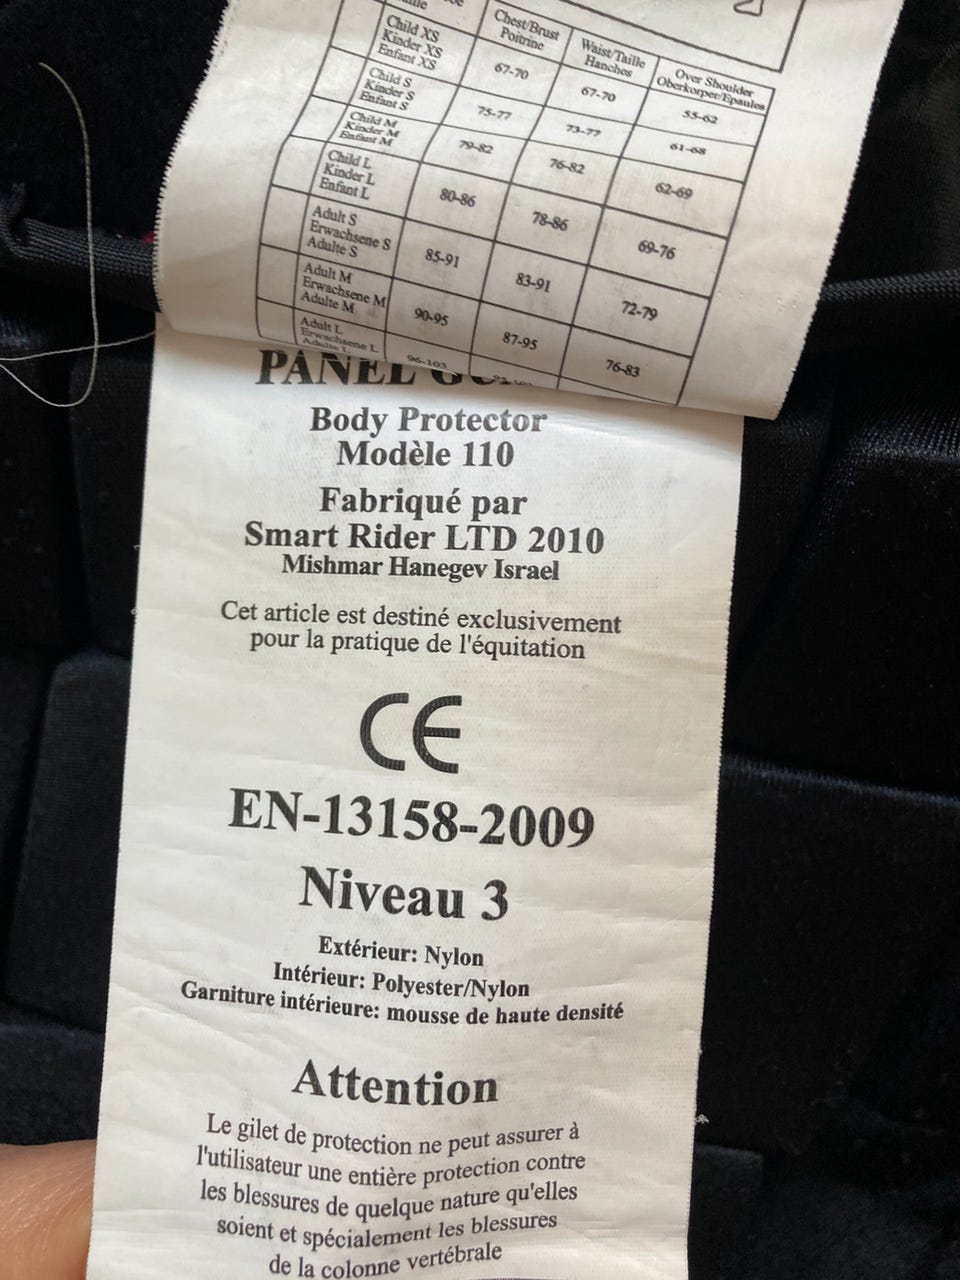 Chest/Brust
Poitrine
Waist/Taille
Hanches
Over Shoulder
Oberkorper/Epaules
Child XS
Kinder XS
Enfant XS
67-70
67-70
55-62
Child S
Kinder S
Enfant S
75-77
73-77
61-68
Child M
Kinder M
Enfant M
79-82
76-82
62-69
Child L
Kinder L
Enfant L
80-86
78-86
69-76
Adult S
Erwachsene S
Adulte S
85-91
83-91
72-79
Adult M
Erwachsene M
Adulte M
90-95
87-95
76-83
Adult L
Erwachsene L
Adulte L
96-103
PANEL
Body Protector
Modèle 110
Fabriqué par
Smart Rider LTD 2010
Mishmar Hanegev Israel
Cet article est destiné exclusivement
pour la pratique de l'équitation
CE
EN-13158-2009
Niveau 3
Extérieur: Nylon
Intérieur: Polyester/Nylon
Garniture intérieure: mousse de haute densité
Attention
Le gilet de protection ne peut assurer à
l'utilisateur une entière protection contre
les blessures de quelque nature qu'elles
soient et spécialement les blessures
de la colonne vertébrale